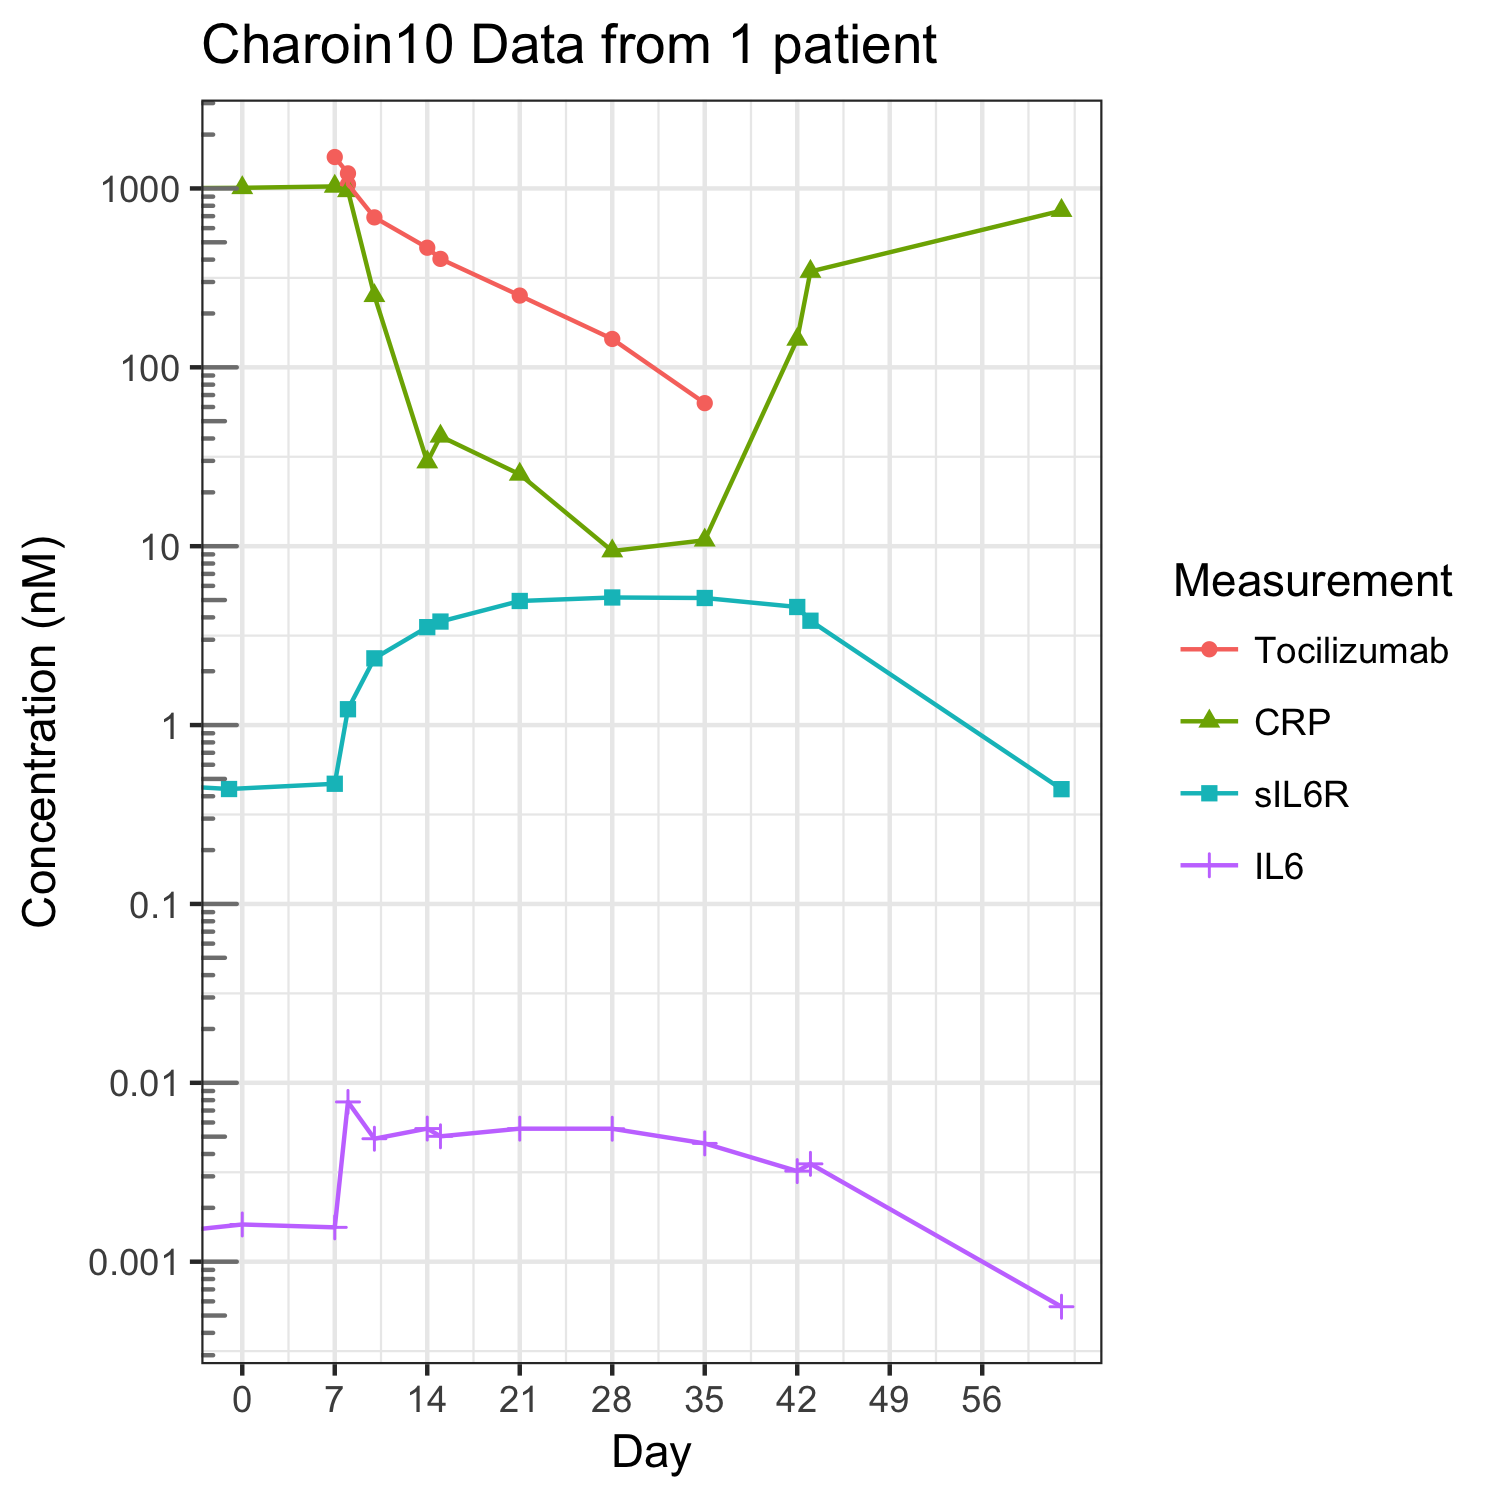 Charoin10 Data from 1 patient
1000
100
10
1
0.1
0.01
0.001
Concentration (nM)
0 7 14 21 28 35 42 49 56
Day
Measurement
Tocilizumab
CRP
sIL6R
IL6